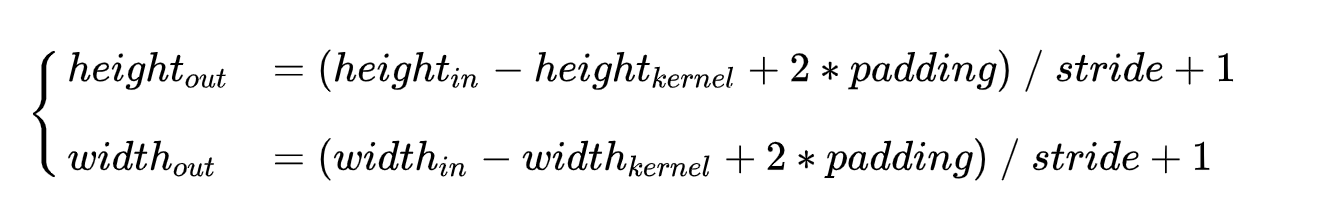 height_out = (height_in − height_kernel + 2 * padding) / stride + 1
width_out = (width_in − width_kernel + 2 * padding) / stride + 1